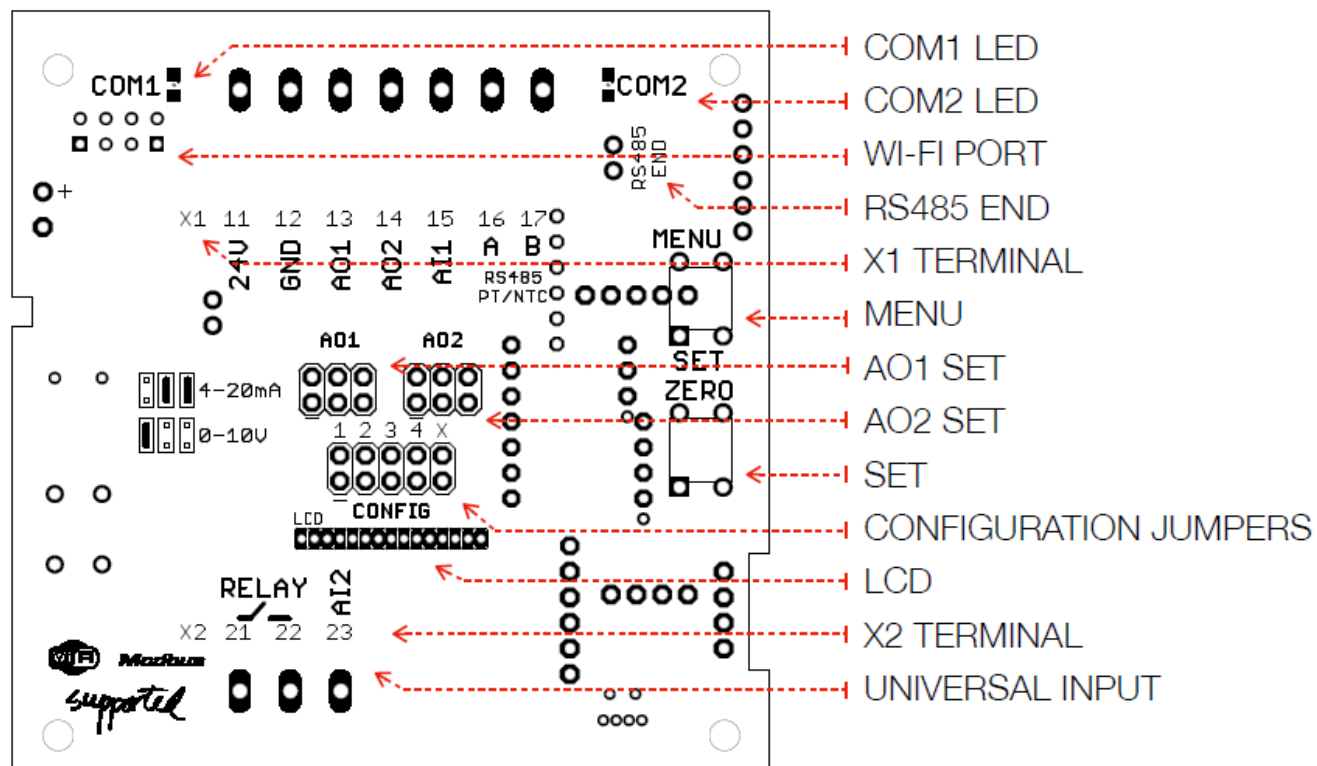 COM1 LED
COM2 LED
WI-FI PORT
RS485 END
X1 TERMINAL
MENU
AO1 SET
AO2 SET
SET
CONFIGURATION JUMPERS
LCD
X2 TERMINAL
UNIVERSAL INPUT
COM1
COM2
RS485
END
+
X1 11 12 13 14 15 16 17
24V GND AO1 AO2 AI1 A B
RS485
PT/NTC
MENU
SET
ZERO
AO1 AO2
4-20mA
0-10V
1 2 3 4 X
CONFIG
LCD
RELAY
AI2
X2 21 22 23
WiFi Modbus
supported